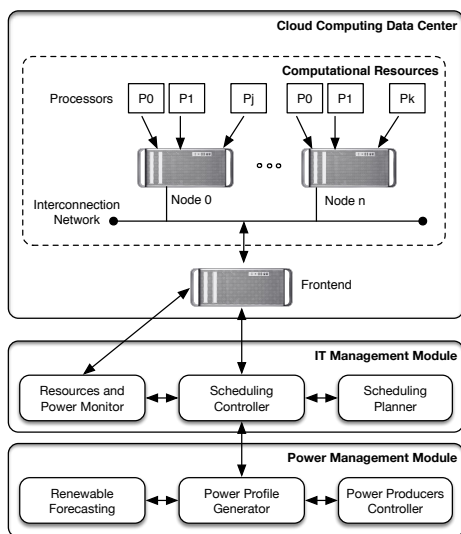 Cloud Computing Data Center
Computational Resources
Processors P0 P1 Pj P0 P1 Pk
Node 0 Node n
Interconnection
Network
Frontend
IT Management Module
Resources and
Power Monitor
Scheduling
Controller
Scheduling
Planner
Power Management Module
Renewable
Forecasting
Power Profile
Generator
Power Producers
Controller